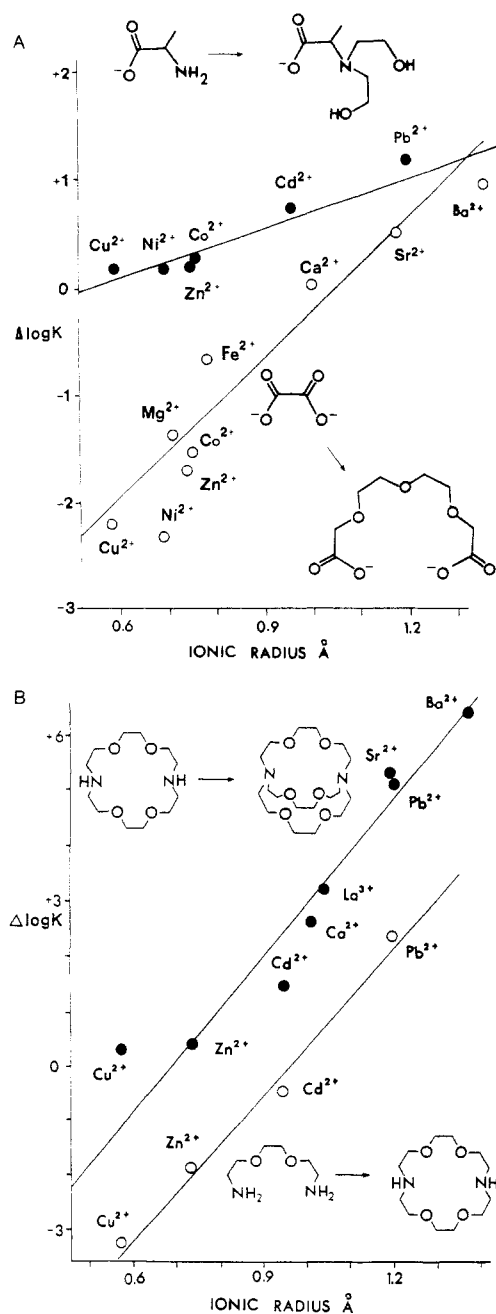 A
O
⁻O
NH₂
O
⁻O
N
OH
HO
+2
+1
0
ΔlogK
-1
-2
-3
Pb²⁺
Cd²⁺
Co²⁺
Ni²⁺
Cu²⁺
Zn²⁺
Ba²⁺
Sr²⁺
Ca²⁺
Fe²⁺
Mg²⁺
Co²⁺
Zn²⁺
Ni²⁺
Cu²⁺
O O
⁻O O⁻
O
O O
O O⁻ ⁻O O
0.6 0.9 1.2
IONIC RADIUS Å
B
+6
+3
ΔlogK
0
-3
O O
HN NH
O O
O O
N N
O O
O O
Ba²⁺
Sr²⁺
Pb²⁺
La³⁺
Ca²⁺
Cd²⁺
Zn²⁺
Cu²⁺
Pb²⁺
Cd²⁺
Zn²⁺
Cu²⁺
O O
NH₂ NH₂
O O
HN NH
O O
0.6 0.9 1.2
IONIC RADIUS Å